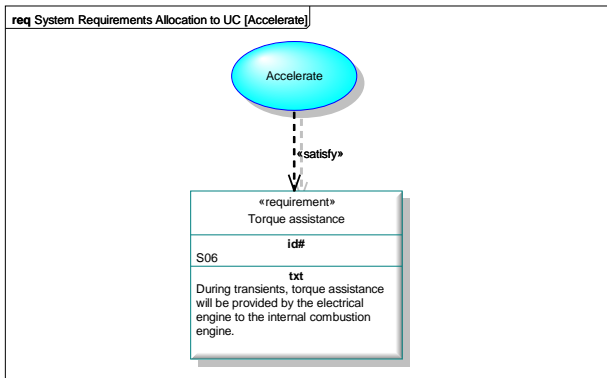 req System Requirements Allocation to UC [Accelerate]
Accelerate
«satisfy»
«requirement»
Torque assistance
id#
S06
txt
During transients, torque assistance
will be provided by the electrical
engine to the internal combustion
engine.